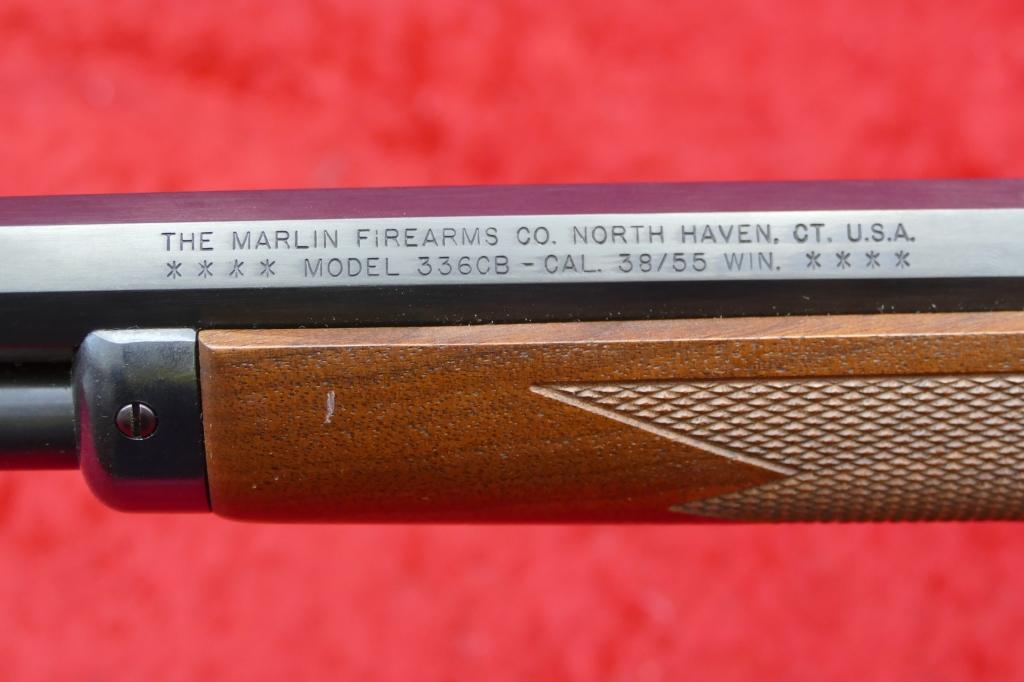 THE MARLIN FIREARMS CO. NORTH HAVEN, CT. U.S.A.
**** MODEL 336CB - CAL. 38/55 WIN. ****